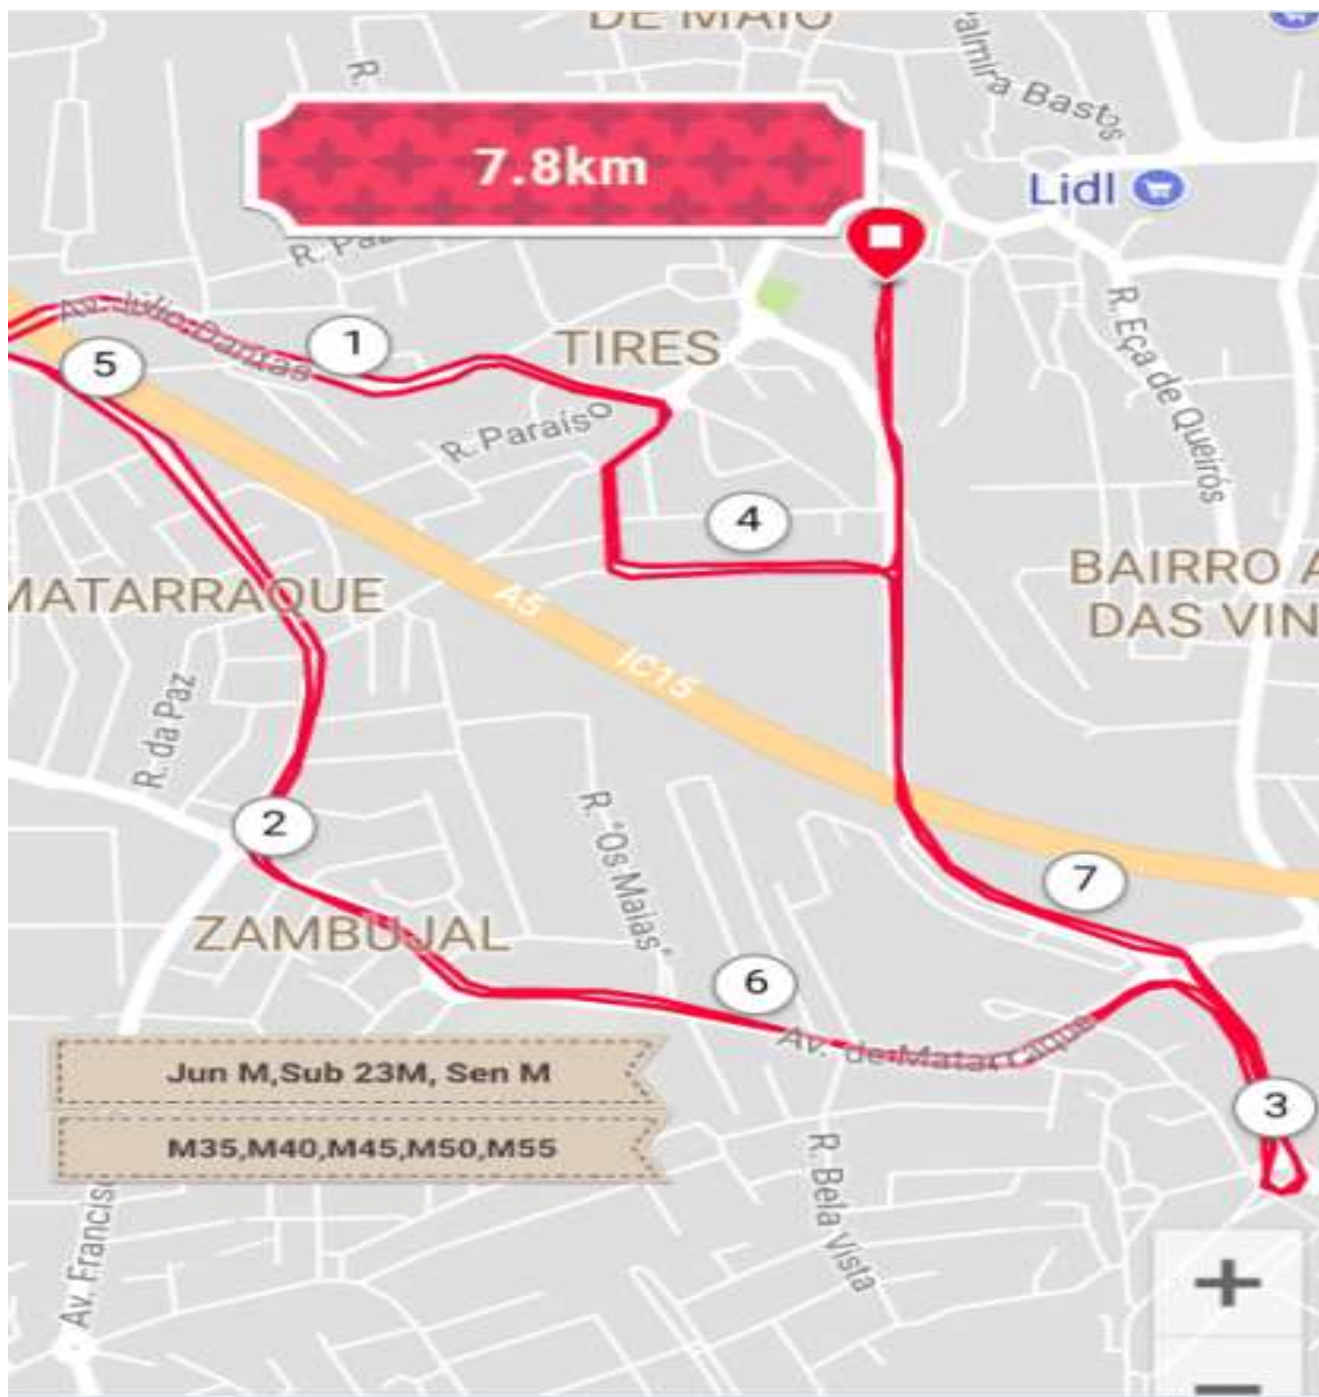 DE MAIO
Palmira Bastos
R.
7.8km
Lidl
R. Eça de Queirós
Av. Júlio Dantas
1
5
TIRES
R. Paraíso
4
MATARRAQUE
A5
IC15
BAIRRO A
DAS VIN
R. da Paz
2
R. "Os Maias"
7
ZAMBUJAL
6
Av. de Matarraque
Jun M,Sub 23M, Sen M
M35,M40,M45,M50,M55
3
R. Bela Vista
Av. Francisc
+
−